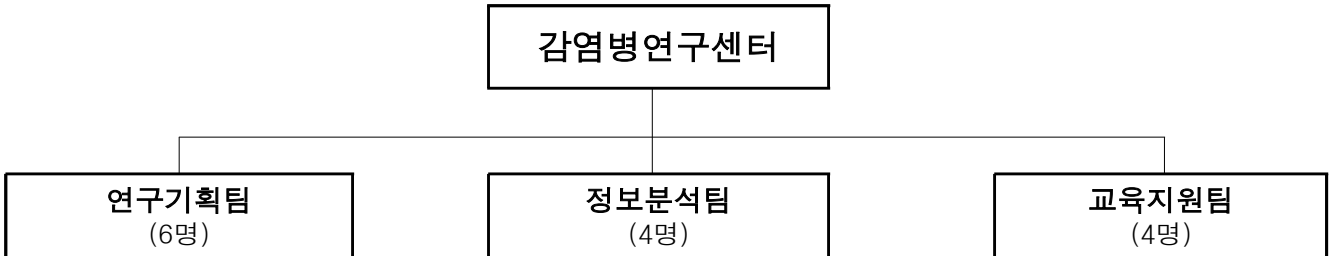 감염병연구센터
연구기획팀
(6명)
정보분석팀
(4명)
교육지원팀
(4명)